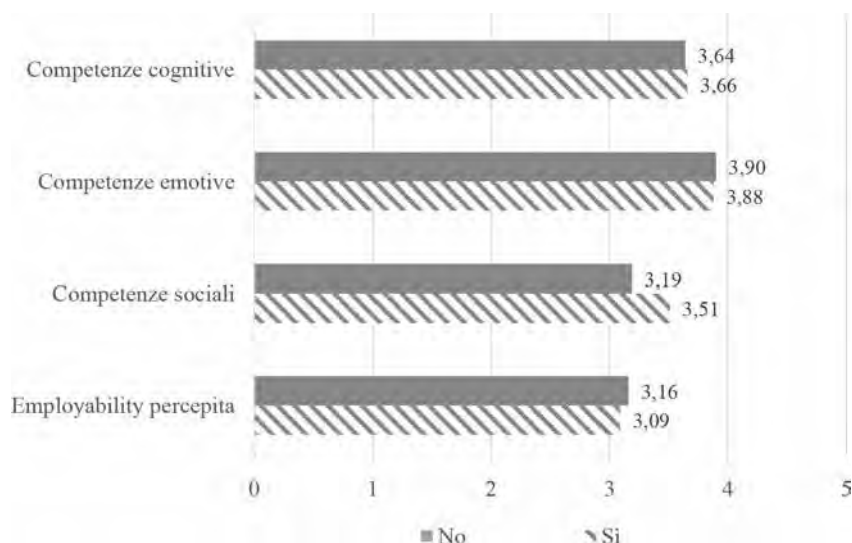 Competenze cognitive
3,64
3,66
Competenze emotive
3,90
3,88
Competenze sociali
3,19
3,51
Employability percepita
3,16
3,09
0 1 2 3 4 5
No Si